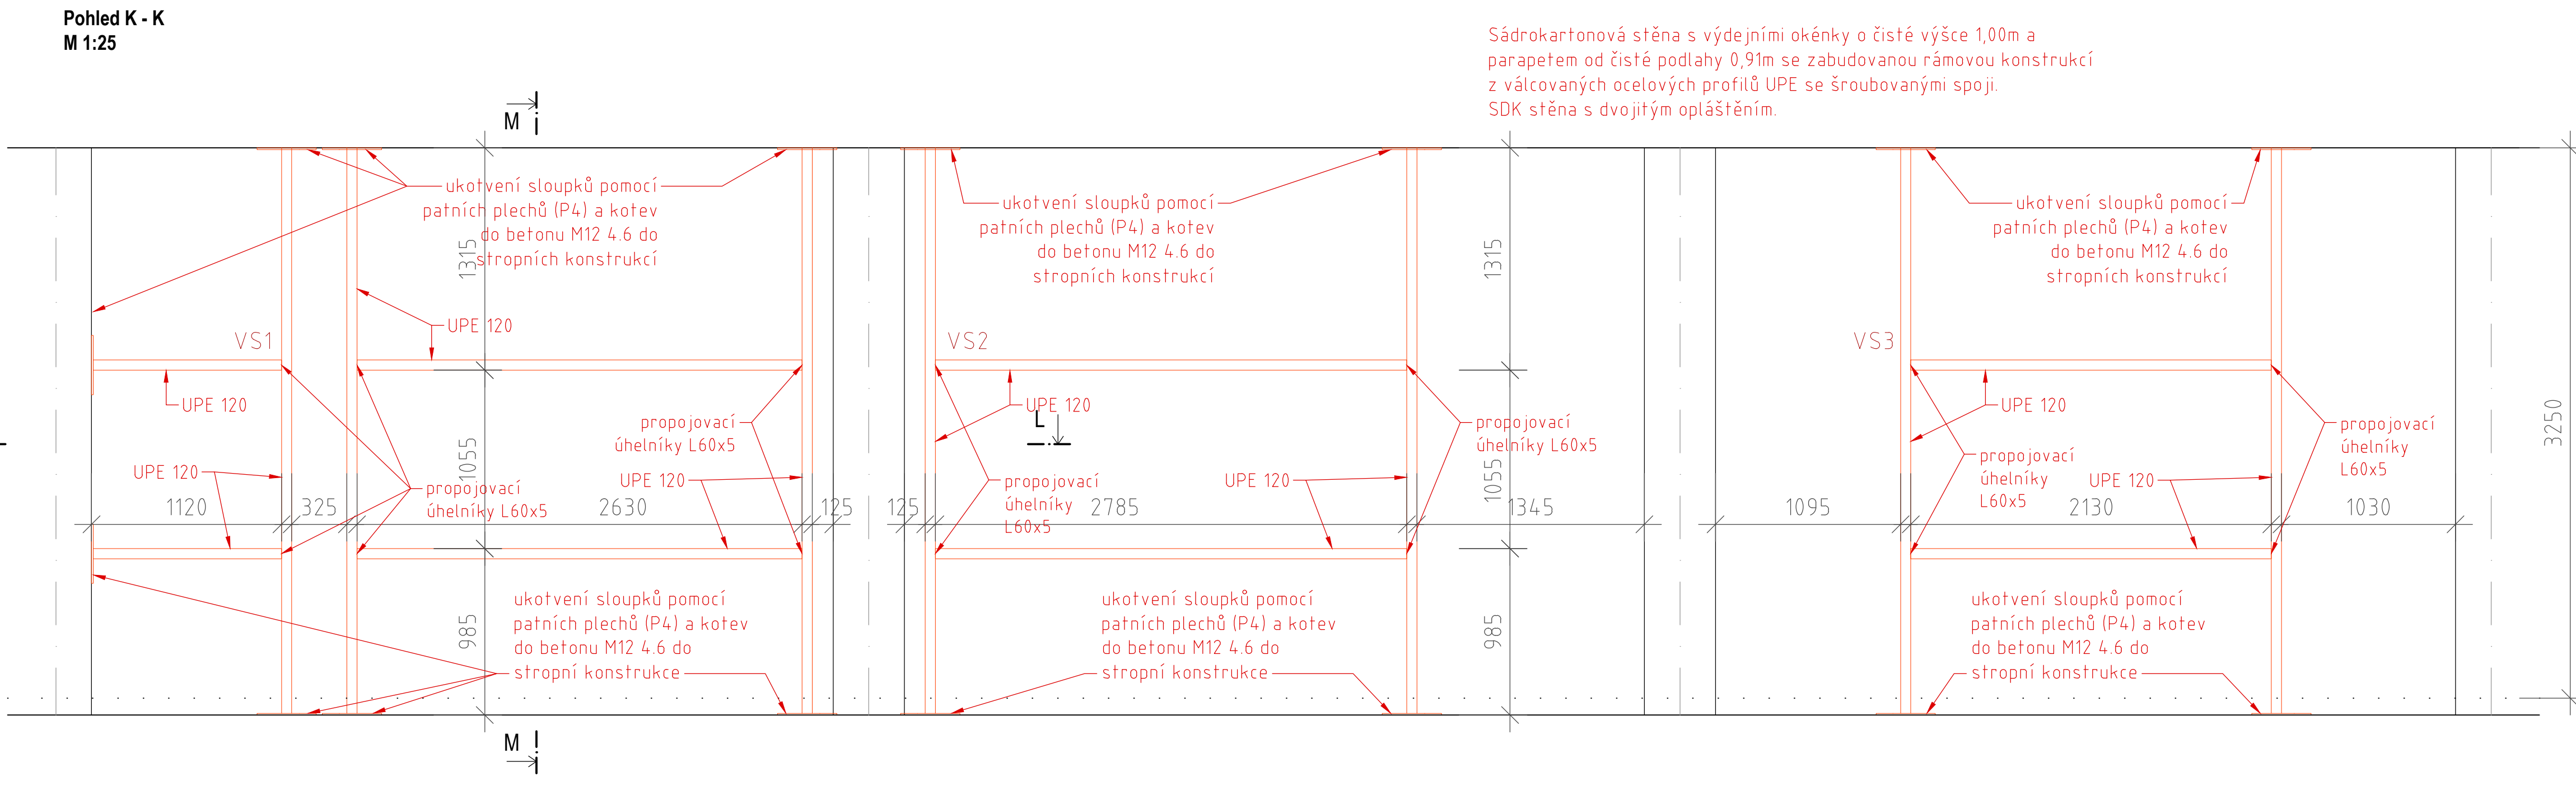 Pohled K - K
M 1:25
Sádrokartonová stěna s výdejními okénky o čisté výšce 1,00m a
parapetem od čisté podlahy 0,91m se zabudovanou rámovou konstrukcí
z válcovaných ocelových profilů UPE se šroubovanými spoji.
SDK stěna s dvojitým opláštěním.
M
ukotvení sloupků pomocí
patních plechů (P4) a kotev
do betonu M12 4.6 do
stropních konstrukcí
1315
UPE 120
VS1
UPE 120
propojovací
úhelníky L60x5
1055
UPE 120
propojovací
úhelníky L60x5
UPE 120
1120
325
2630
125
ukotvení sloupků pomocí
patních plechů (P4) a kotev
do betonu M12 4.6 do
stropní konstrukce
985
M
ukotvení sloupků pomocí
patních plechů (P4) a kotev
do betonu M12 4.6 do
stropních konstrukcí
1315
VS2
UPE 120
L
propojovací
úhelníky L60x5
propojovací
úhelníky
L60x5
UPE 120
1055
125
2785
1345
ukotvení sloupků pomocí
patních plechů (P4) a kotev
do betonu M12 4.6 do
stropní konstrukce
985
ukotvení sloupků pomocí
patních plechů (P4) a kotev
do betonu M12 4.6 do
stropních konstrukcí
VS3
UPE 120
propojovací
úhelníky
L60x5
propojovací
úhelníky
L60x5
UPE 120
1095
2130
1030
3250
ukotvení sloupků pomocí
patních plechů (P4) a kotev
do betonu M12 4.6 do
stropní konstrukce